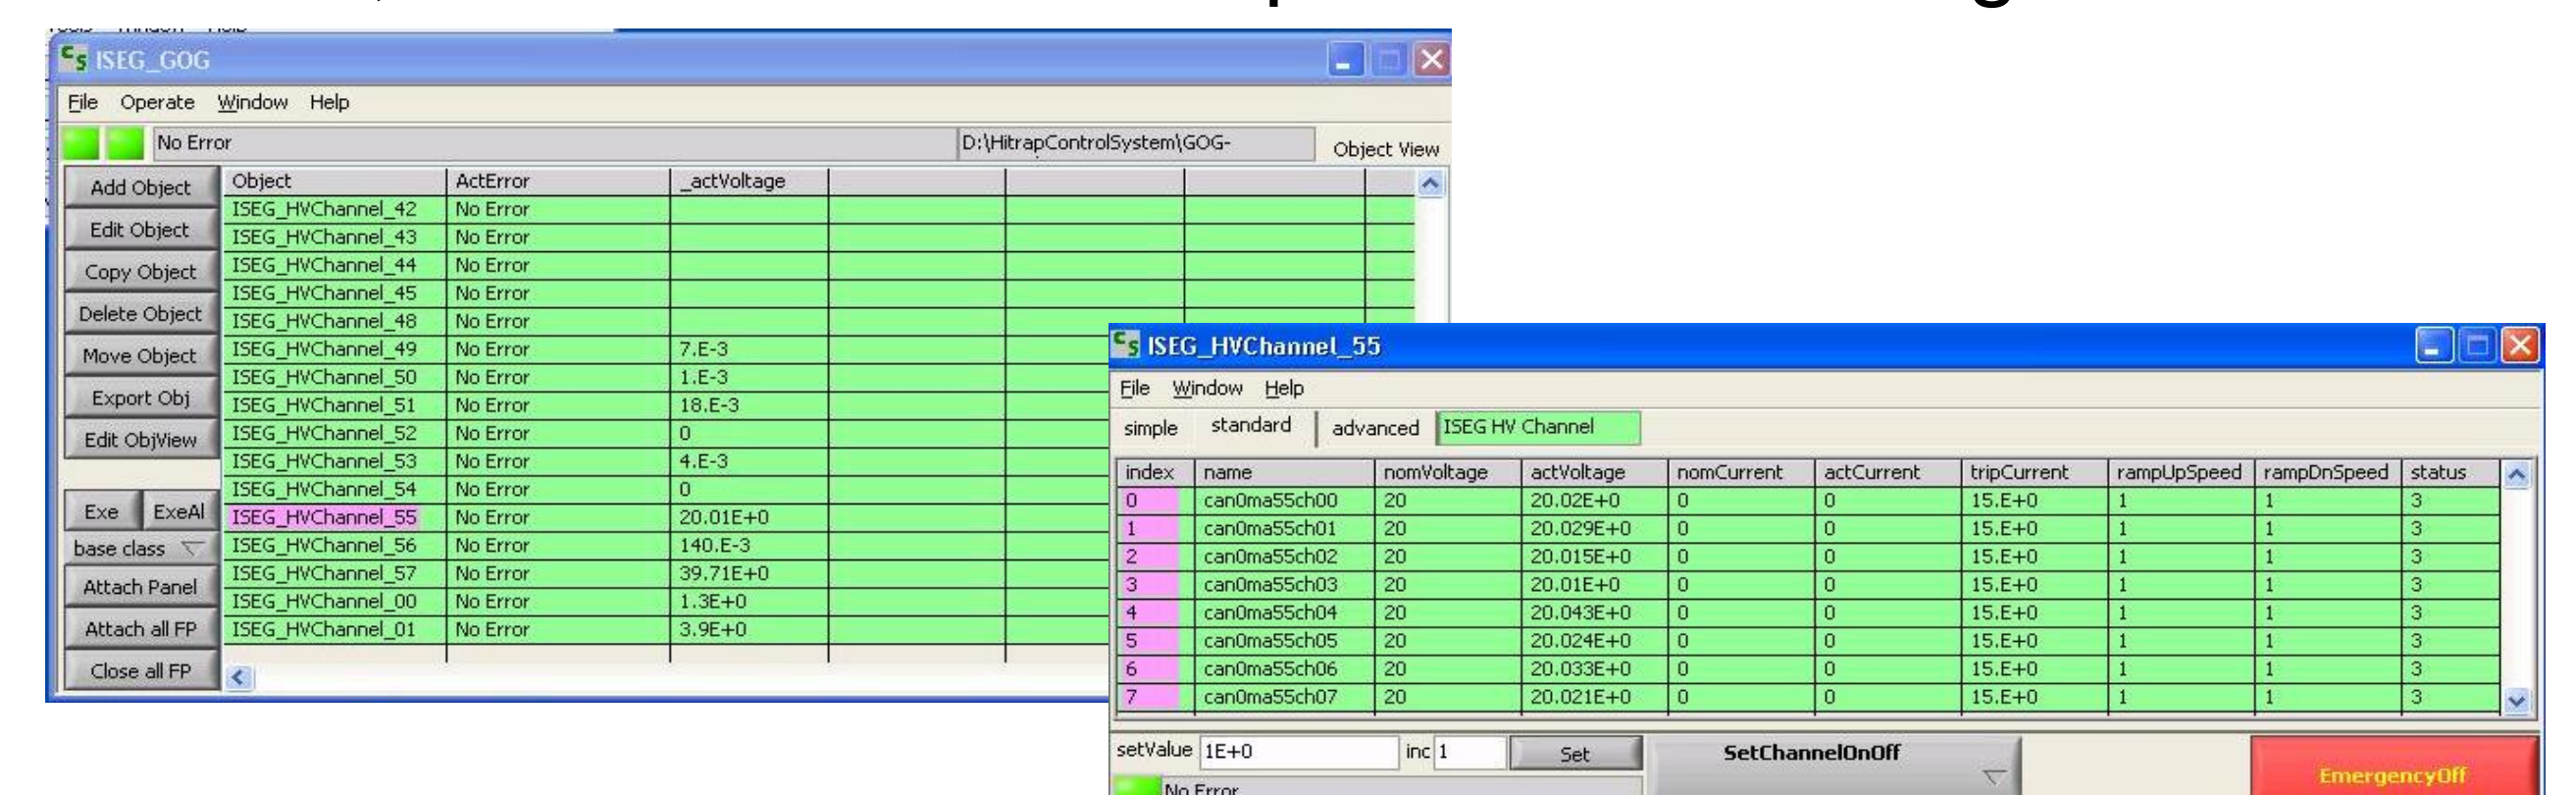 ISEG_GOG
File Operate Window Help
No Error D:\HitrapControlSystem\GOG- Object View
Add Object
Edit Object
Copy Object
Delete Object
Move Object
Export Obj
Edit ObjView
Exe ExeAl
base class
Attach Panel
Attach all FP
Close all FP
Object ActError _actVoltage
ISEG_HVChannel_42 No Error
ISEG_HVChannel_43 No Error
ISEG_HVChannel_44 No Error
ISEG_HVChannel_45 No Error
ISEG_HVChannel_48 No Error
ISEG_HVChannel_49 No Error 7.E-3
ISEG_HVChannel_50 No Error 1.E-3
ISEG_HVChannel_51 No Error 18.E-3
ISEG_HVChannel_52 No Error 0
ISEG_HVChannel_53 No Error 4.E-3
ISEG_HVChannel_54 No Error 0
ISEG_HVChannel_55 No Error 20.01E+0
ISEG_HVChannel_56 No Error 140.E-3
ISEG_HVChannel_57 No Error 39.71E+0
ISEG_HVChannel_00 No Error 1.3E+0
ISEG_HVChannel_01 No Error 3.9E+0
ISEG_HVChannel_55
File Window Help
simple standard advanced ISEG HV Channel
index name nomVoltage actVoltage nomCurrent actCurrent tripCurrent rampUpSpeed rampDnSpeed status
0 can0ma55ch00 20 20.02E+0 0 0 15.E+0 1 1 3
1 can0ma55ch01 20 20.029E+0 0 0 15.E+0 1 1 3
2 can0ma55ch02 20 20.015E+0 0 0 15.E+0 1 1 3
3 can0ma55ch03 20 20.01E+0 0 0 15.E+0 1 1 3
4 can0ma55ch04 20 20.043E+0 0 0 15.E+0 1 1 3
5 can0ma55ch05 20 20.024E+0 0 0 15.E+0 1 1 3
6 can0ma55ch06 20 20.033E+0 0 0 15.E+0 1 1 3
7 can0ma55ch07 20 20.021E+0 0 0 15.E+0 1 1 3
setValue 1E+0 inc 1 Set SetChannelOnOff EmergencyOff
No Error